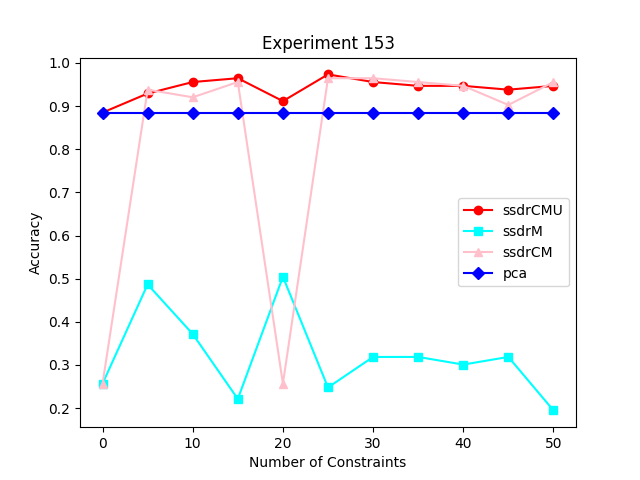 Experiment 153
1.0
0.9
0.8
0.7
0.6
0.5
0.4
0.3
0.2
Accuracy
ssdrCMU
ssdrM
ssdrCM
pca
0 10 20 30 40 50
Number of Constraints